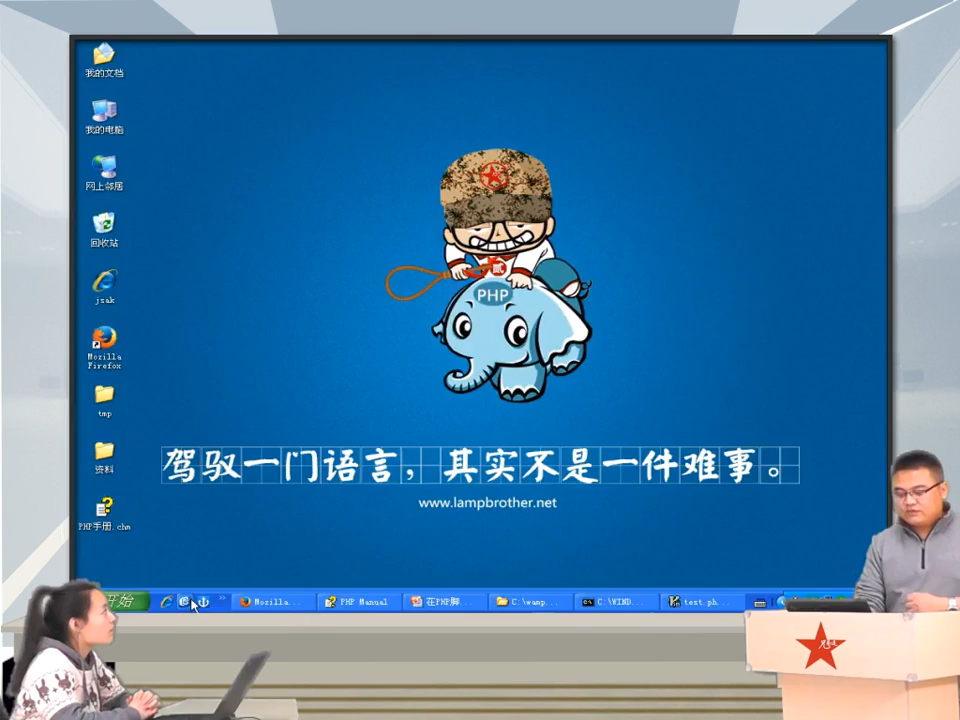 我的文档
我的电脑
网上邻居
回收站
jsak
Mozilla
Firefox
tmp
资料
PHP手册.chm
贰
PHP
驾驭一门语言，其实不是一件难事。
www.lampbrother.net
开始
Mozilla...
PHP Manual
在PHP脚...
C:\wamp...
C:\WIND...
test.ph...